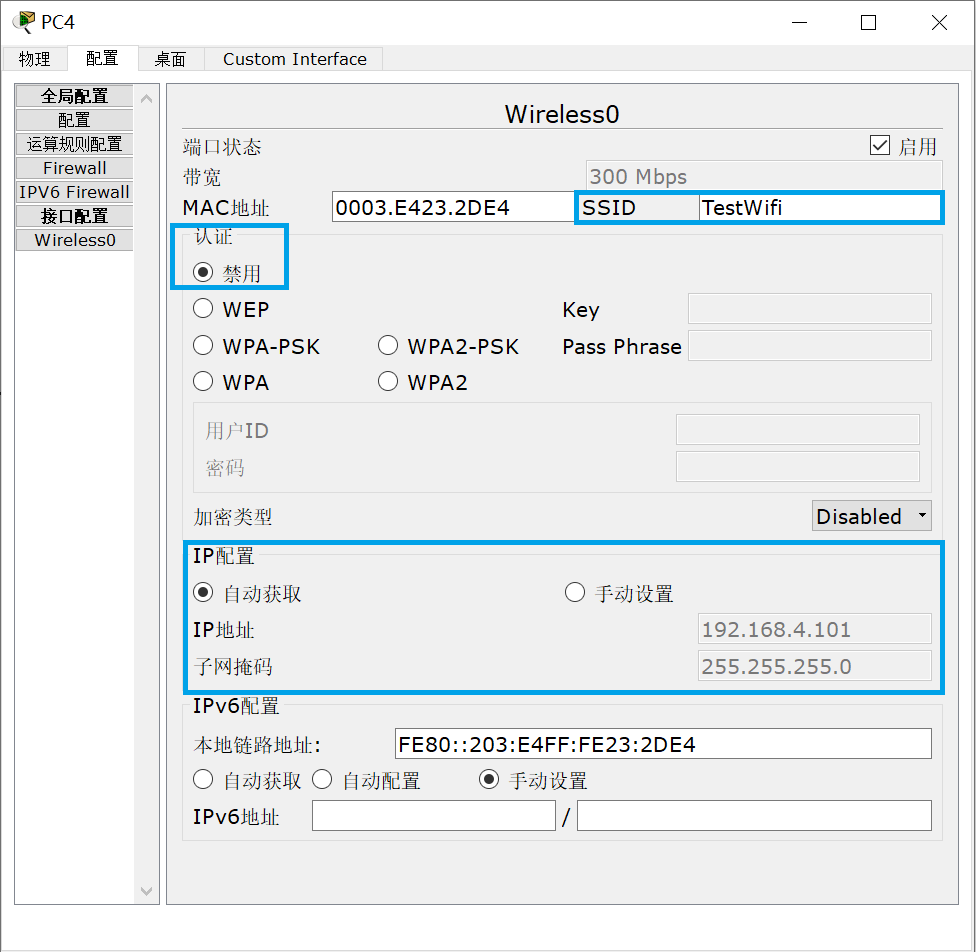 PC4
物理 配置 桌面 Custom Interface
全局配置
配置
运算规则配置
Firewall
IPV6 Firewall
接口配置
Wireless0
Wireless0
端口状态 启用
带宽 300 Mbps
MAC地址 0003.E423.2DE4 SSID TestWifi
认证
禁用
WEP Key
WPA-PSK WPA2-PSK Pass Phrase
WPA WPA2
用户ID
密码
加密类型 Disabled
IP配置
自动获取 手动设置
IP地址 192.168.4.101
子网掩码 255.255.255.0
IPv6配置
本地链路地址: FE80::203:E4FF:FE23:2DE4
自动获取 自动配置 手动设置
IPv6地址 /